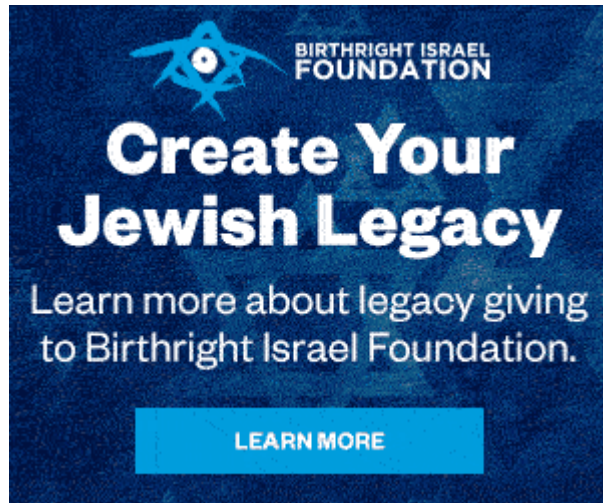 BIRTHRIGHT ISRAEL
FOUNDATION
Create Your
Jewish Legacy
Learn more about legacy giving
to Birthright Israel Foundation.
LEARN MORE